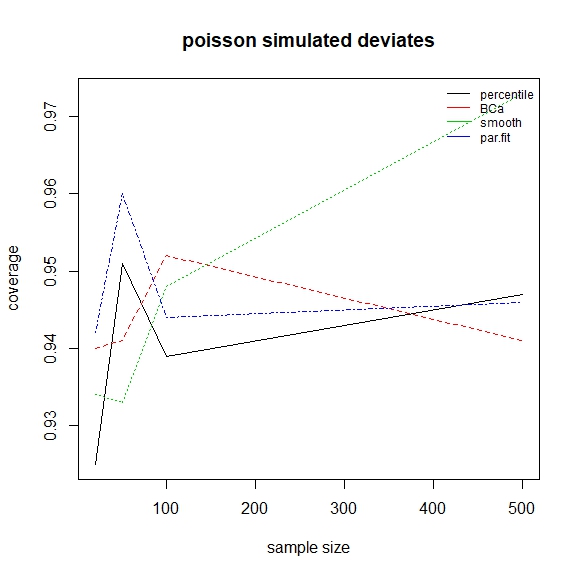 poisson simulated deviates
percentile
BCa
smooth
par.fit
0.97
0.96
0.95
0.94
0.93
coverage
100 200 300 400 500
sample size